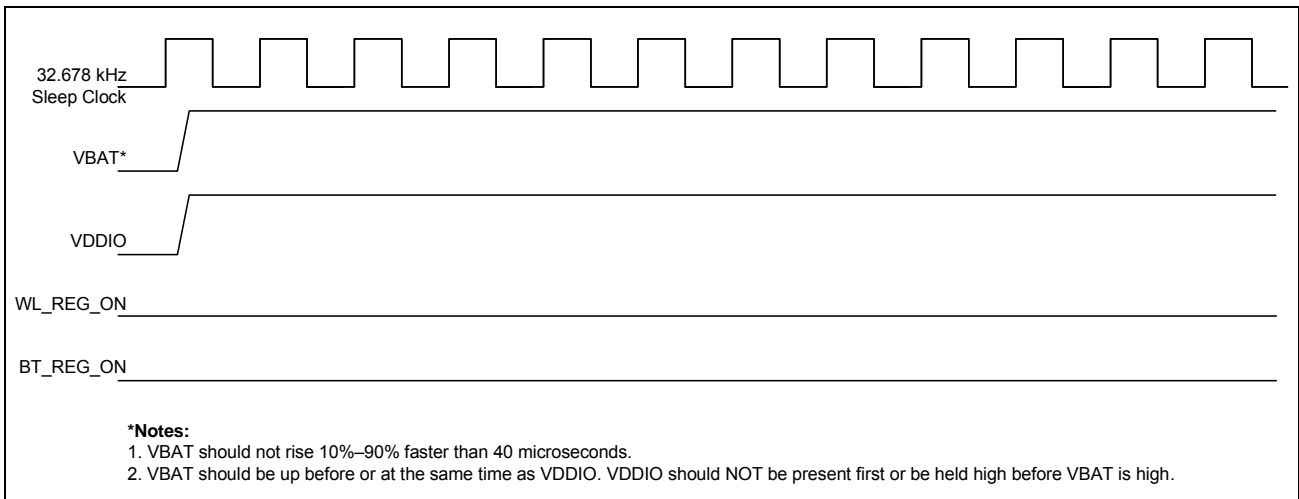 32.678 kHz
Sleep Clock
VBAT*
VDDIO
WL_REG_ON
BT_REG_ON
*Notes:
1. VBAT should not rise 10%–90% faster than 40 microseconds.
2. VBAT should be up before or at the same time as VDDIO. VDDIO should NOT be present first or be held high before VBAT is high.